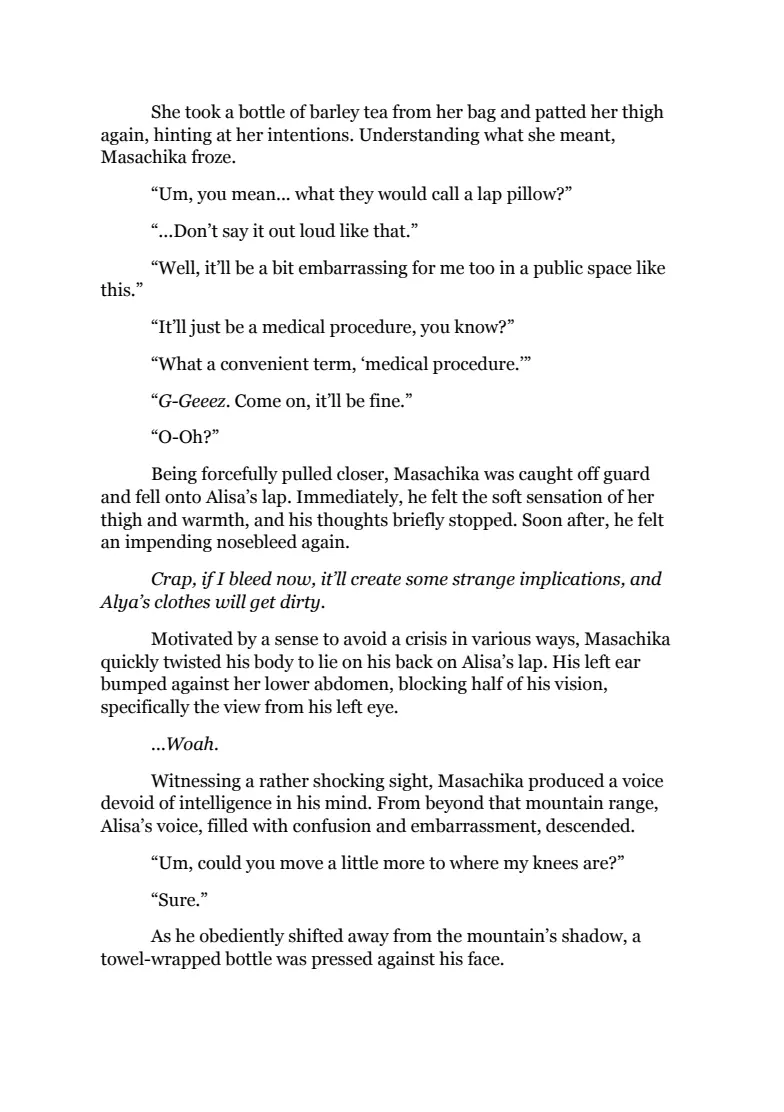 She took a bottle of barley tea from her bag and patted her thigh
again, hinting at her intentions. Understanding what she meant,
Masachika froze.
“Um, you mean... what they would call a lap pillow?”
“...Don’t say it out loud like that.”
“Well, it’ll be a bit embarrassing for me too in a public space like
this.”
“It’ll just be a medical procedure, you know?”
“What a convenient term, ‘medical procedure.’”
“G-Geeez. Come on, it’ll be fine.”
“O-Oh?”
Being forcefully pulled closer, Masachika was caught off guard
and fell onto Alisa’s lap. Immediately, he felt the soft sensation of her
thigh and warmth, and his thoughts briefly stopped. Soon after, he felt
an impending nosebleed again.
Crap, if I bleed now, it’ll create some strange implications, and
Alya’s clothes will get dirty.
Motivated by a sense to avoid a crisis in various ways, Masachika
quickly twisted his body to lie on his back on Alisa’s lap. His left ear
bumped against her lower abdomen, blocking half of his vision,
specifically the view from his left eye.
...Woah.
Witnessing a rather shocking sight, Masachika produced a voice
devoid of intelligence in his mind. From beyond that mountain range,
Alisa’s voice, filled with confusion and embarrassment, descended.
“Um, could you move a little more to where my knees are?”
“Sure.”
As he obediently shifted away from the mountain’s shadow, a
towel-wrapped bottle was pressed against his face.